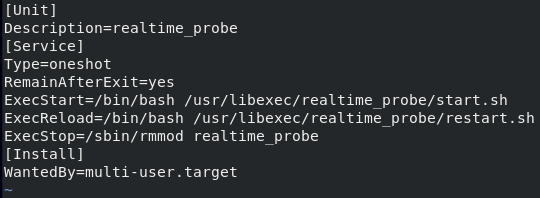 [Unit]
Description=realtime_probe
[Service]
Type=oneshot
RemainAfterExit=yes
ExecStart=/bin/bash /usr/libexec/realtime_probe/start.sh
ExecReload=/bin/bash /usr/libexec/realtime_probe/restart.sh
ExecStop=/sbin/rmmod realtime_probe
[Install]
WantedBy=multi-user.target
~